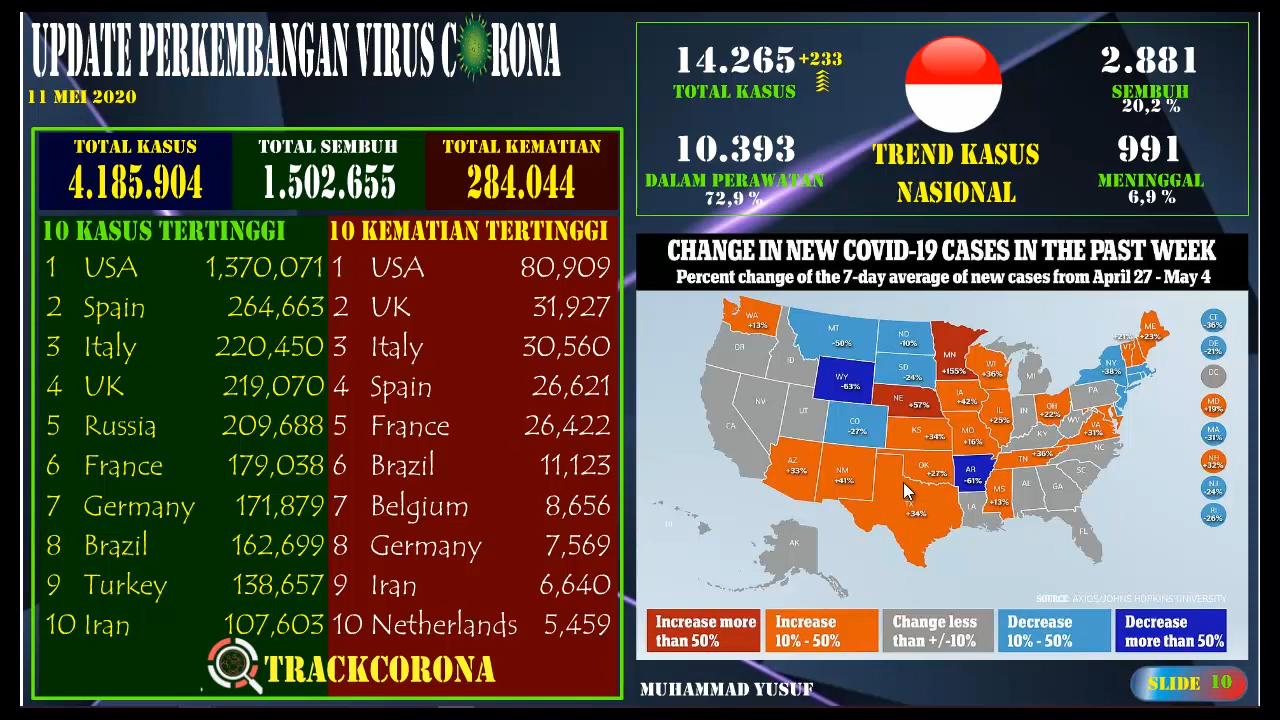 UPDATE PERKEMBANGAN VIRUS CORONA
11 MEI 2020
TOTAL KASUS
4.185.904
TOTAL SEMBUH
1.502.655
TOTAL KEMATIAN
284.044
10 KASUS TERTINGGI
1 USA 1,370,071
2 Spain 264,663
3 Italy 220,450
4 UK 219,070
5 Russia 209,688
6 France 179,038
7 Germany 171,879
8 Brazil 162,699
9 Turkey 138,657
10 Iran 107,603
10 KEMATIAN TERTINGGI
1 USA 80,909
2 UK 31,927
3 Italy 30,560
4 Spain 26,621
5 France 26,422
6 Brazil 11,123
7 Belgium 8,656
8 Germany 7,569
9 Iran 6,640
10 Netherlands 5,459
TRACKCORONA
14.265 +233
TOTAL KASUS
2.881
SEMBUH
20,2 %
10.393
DALAM PERAWATAN
72,9 %
TREND KASUS
NASIONAL
991
MENINGGAL
6,9 %
CHANGE IN NEW COVID-19 CASES IN THE PAST WEEK
Percent change of the 7-day average of new cases from April 27 - May 4
WA
+13%
OR
ID
MT
-50%
ND
-10%
SD
-24%
MN
+155%
WI
+36%
MI
WY
-63%
NE
+57%
IA
+42%
NV
UT
CO
-27%
KS
+34%
MO
+16%
IL
+25%
IN
OH
+22%
PA
NY
-38%
VT
+21%
ME
+23%
CA
AZ
+33%
NM
+41%
OK
+27%
AR
-61%
TN
+36%
KY
WV
VA
+31%
NC
SC
GA
AL
MS
+13%
LA
+34%
FL
AK
HI
CT
-36%
DE
-21%
DC
MD
+19%
MA
-31%
NH
+32%
NJ
-24%
RI
-26%
SOURCE: AXIOS/JOHNS HOPKINS UNIVERSITY
Increase more
than 50%
Increase
10% - 50%
Change less
than +/-10%
Decrease
10% - 50%
Decrease
more than 50%
MUHAMMAD YUSUF
SLIDE 10